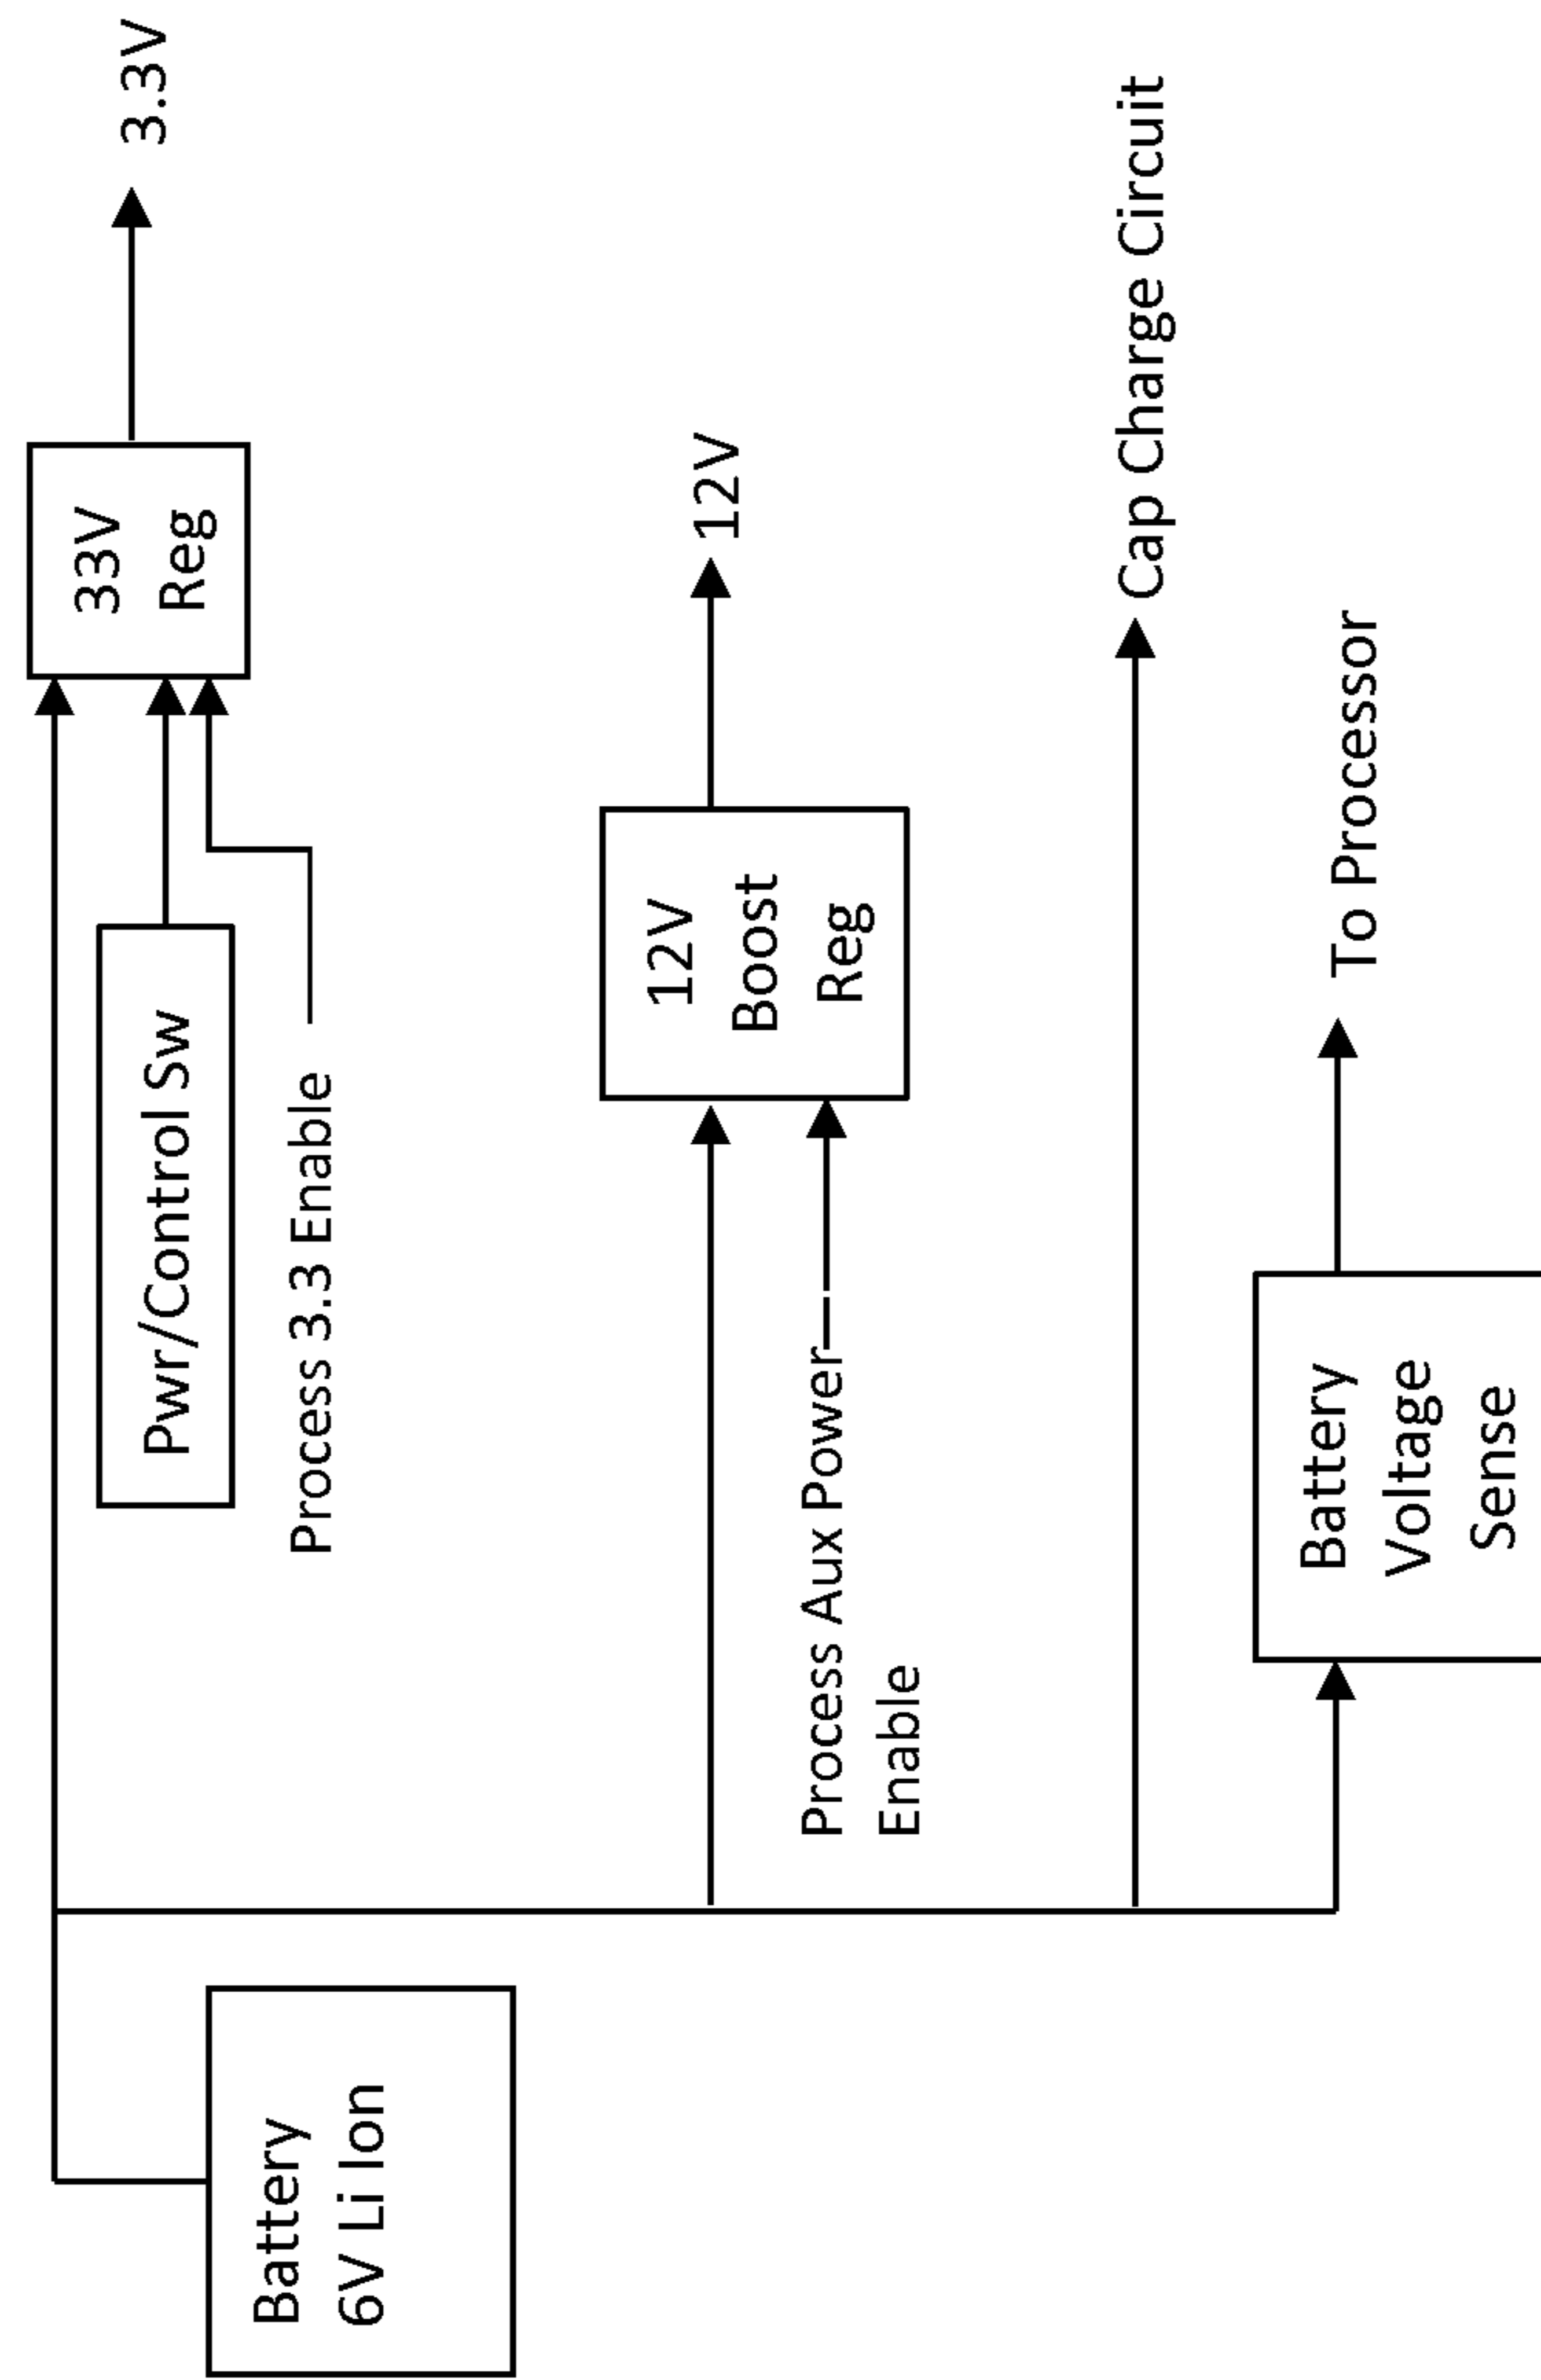 33V
Reg
3.3V
Pwr/Control Sw
Process 3.3 Enable
Battery
6V Li Ion
12V
Boost
Reg
12V
Process Aux Power
Enable
Cap Charge Circuit
Battery
Voltage
Sense
To Processor